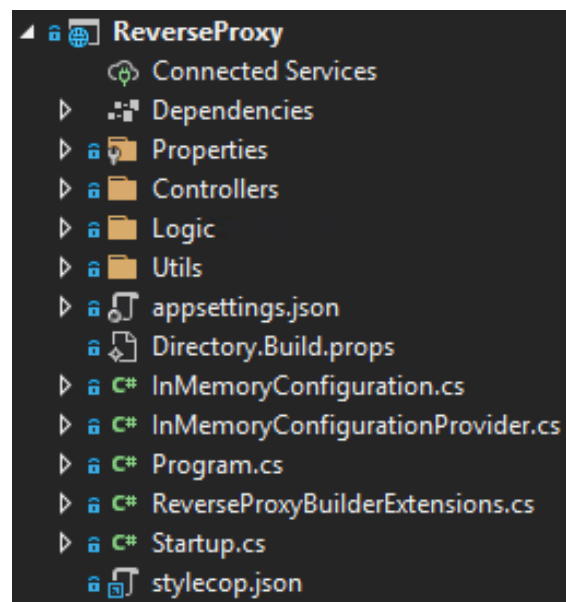 ReverseProxy
Connected Services
Dependencies
Properties
Controllers
Logic
Utils
appsettings.json
Directory.Build.props
C# InMemoryConfiguration.cs
C# InMemoryConfigurationProvider.cs
C# Program.cs
C# ReverseProxyBuilderExtensions.cs
C# Startup.cs
stylecop.json